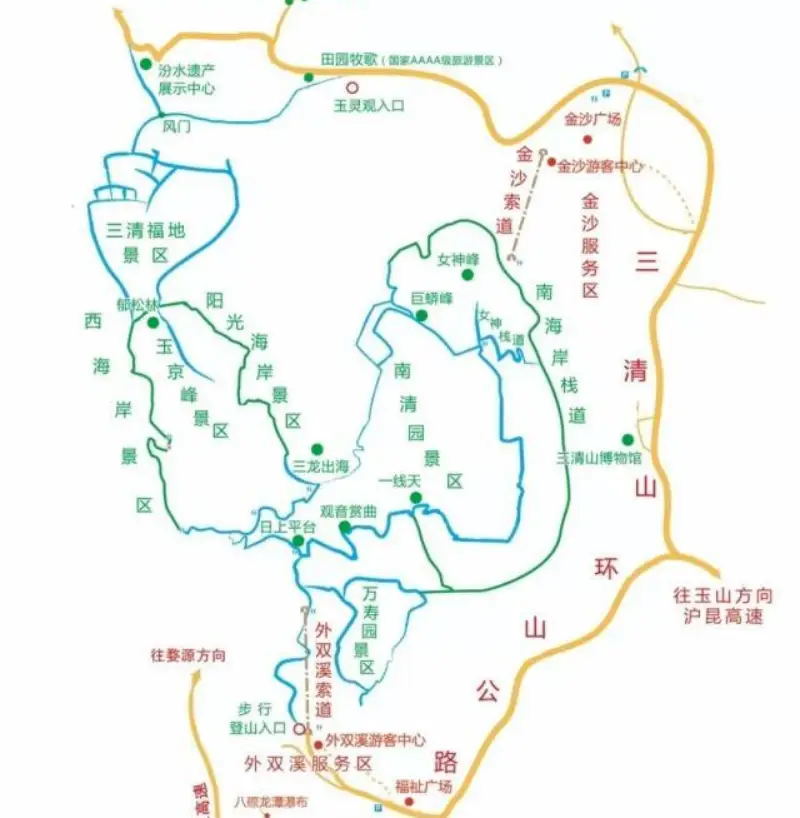 田园牧歌（国家AAAA级旅游景区）
汾水遗产
展示中心
玉灵观入口
风门
金沙广场
金沙游客中心
金沙索道
金沙服务区
三清福地
景区
女神峰
巨蟒峰
女神栈道
南海岸栈道
郁松林
阳光海岸景区
西海岸景区
玉京峰景区
南清园景区
三清山环山公路
三清山博物馆
三龙出海
一线天
观音赏曲
日上平台
万寿园景区
往玉山方向
沪昆高速
往婺源方向
外双溪索道
步行
登山入口
外双溪游客中心
外双溪服务区
福祉广场
八磜龙潭瀑布
高速